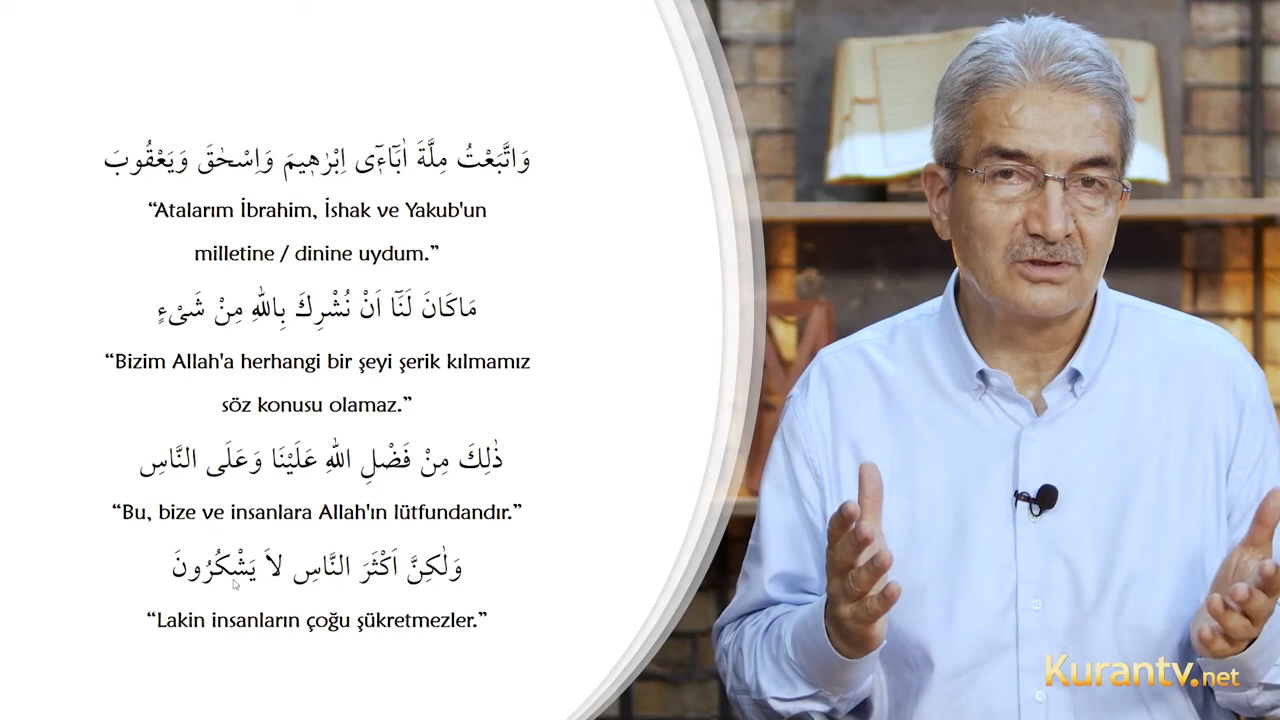 وَاتَّبَعْتُ مِلَّةَ اٰبَٓاءٖٓى اِبْرٰهٖيمَ وَاِسْحٰقَ وَيَعْقُوبَ
“Atalarım İbrahim, İshak ve Yakub'un
milletine / dinine uydum.”
مَاكَانَ لَنَٓا اَنْ نُشْرِكَ بِاللّٰهِ مِنْ شَیْءٍ
“Bizim Allah'a herhangi bir şeyi şerik kılmamız
söz konusu olamaz.”
ذٰلِكَ مِنْ فَضْلِ اللّٰهِ عَلَيْنَا وَعَلَى النَّاسِ
“Bu, bize ve insanlara Allah'ın lütfundandır.”
وَلٰكِنَّ اَكْثَرَ النَّاسِ لاَ يَشْكُرُونَ
“Lakin insanların çoğu şükretmezler.”
Kurantv.net